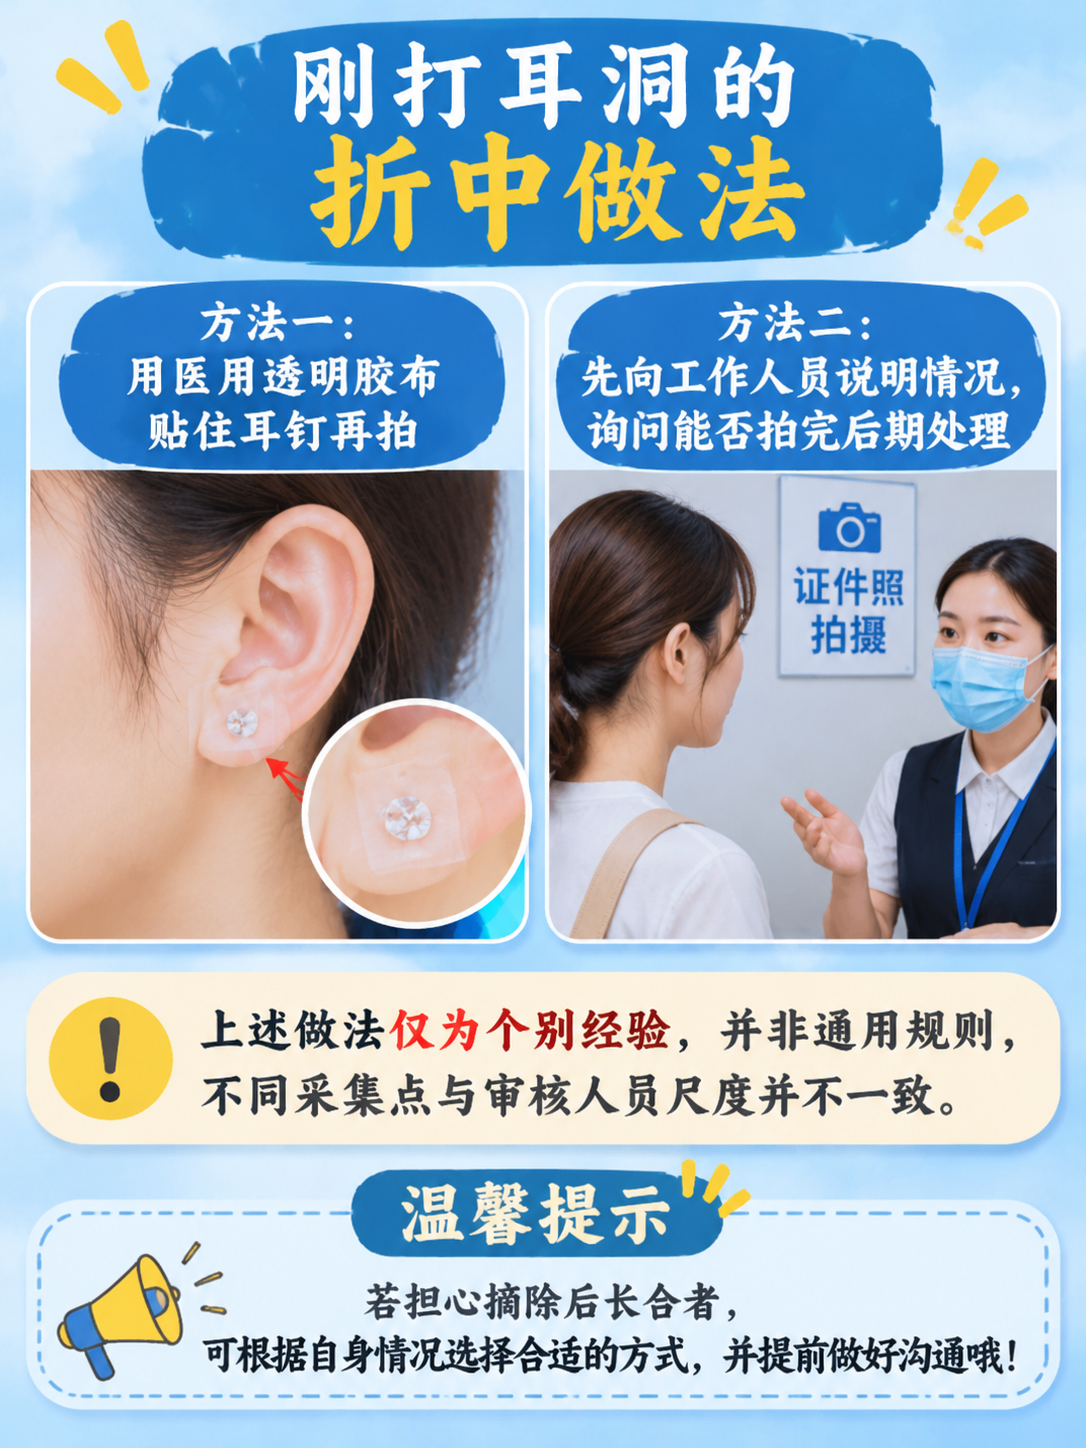 刚打耳洞的
折中做法
方法一：
用医用透明胶布
贴住耳钉再拍
方法二：
先向工作人员说明情况，
询问能否拍完后期处理
证件照
拍摄
上述做法仅为个别经验，并非通用规则，
不同采集点与审核人员尺度并不一致。
温馨提示
若担心摘除后长合者，
可根据自身情况选择合适的方式，并提前做好沟通哦！